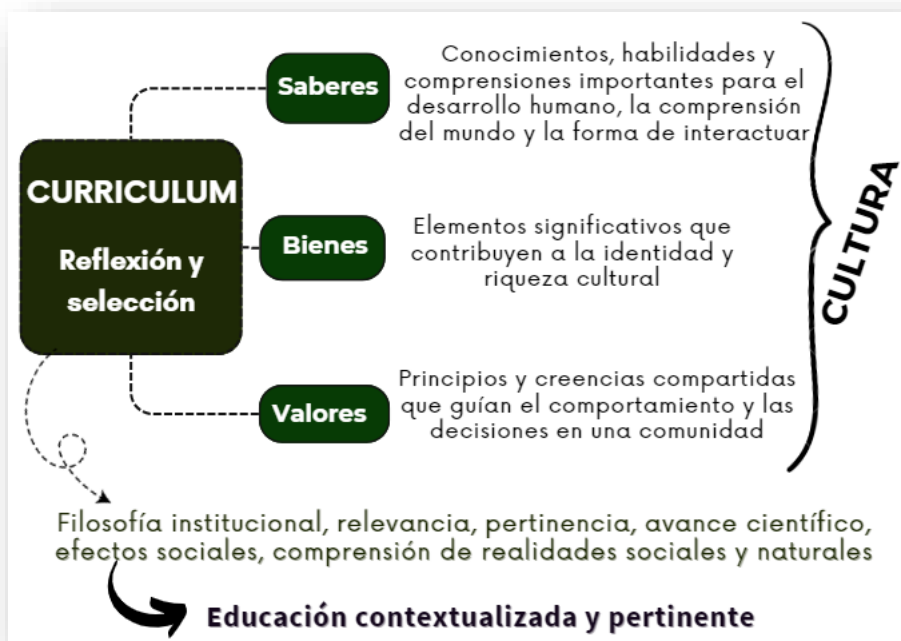 CURRICULUM
Reflexión y
selección
Saberes
Conocimientos, habilidades y
comprensiones importantes para el
desarrollo humano, la comprensión
del mundo y la forma de interactuar
Bienes
Elementos significativos que
contribuyen a la identidad y
riqueza cultural
Valores
Principios y creencias compartidas
que guían el comportamiento y las
decisiones en una comunidad
CULTURA
Filosofía institucional, relevancia, pertinencia, avance científico,
efectos sociales, comprensión de realidades sociales y naturales
Educación contextualizada y pertinente